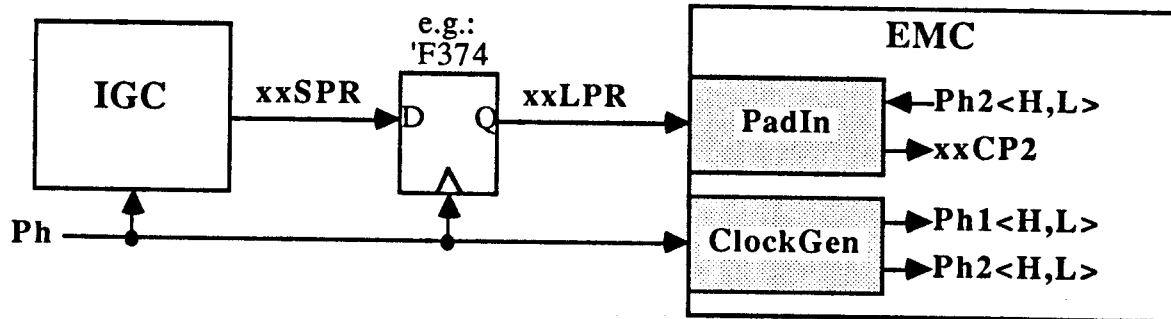 e.g.:
'F374
EMC
IGC
xxSPR
D
Q
xxLPR
PadIn
Ph2<H,L>
xxCP2
Ph
ClockGen
Ph1<H,L>
Ph2<H,L>